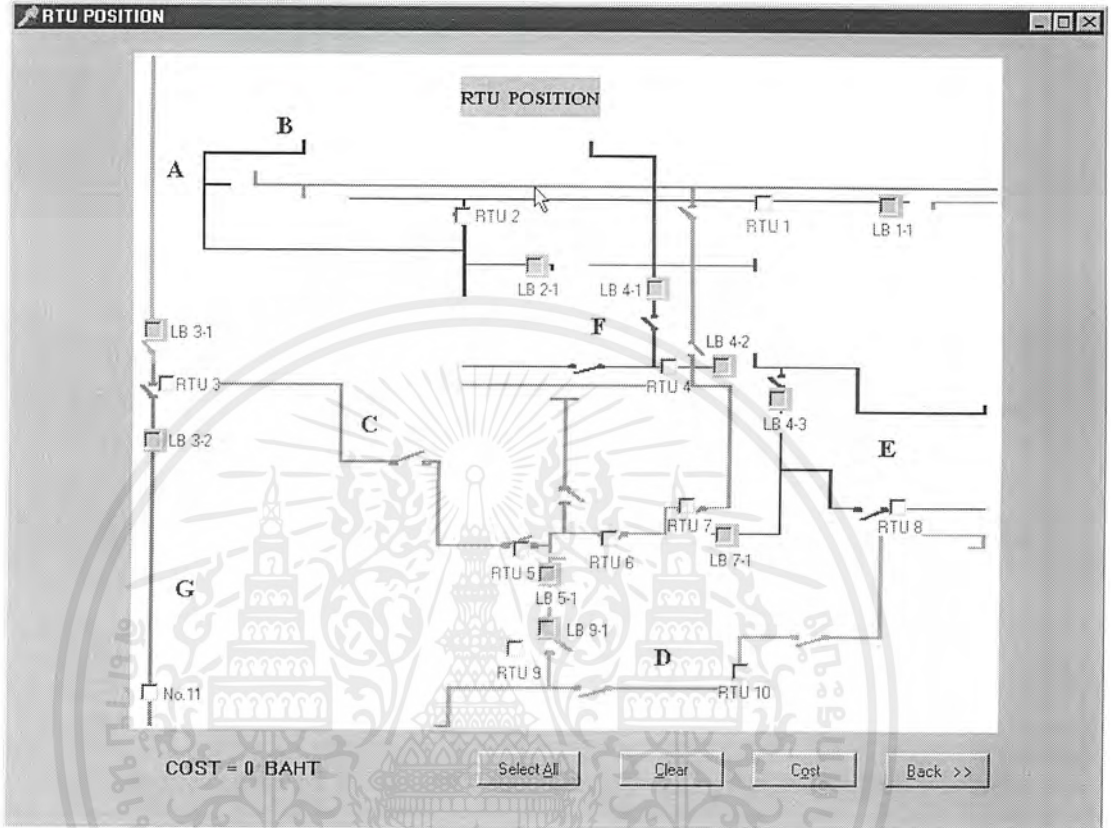 RTU POSITION
RTU POSITION
B
A
RTU 2
RTU 1
LB 1-1
LB 2-1
LB 4-1
F
LB 3-1
LB 4-2
RTU 3
RTU 4
C
LB 4-3
LB 3-2
E
RTU 7
RTU 8
RTU 5
RTU 6
LB 7-1
G
LB 5-1
LB 9-1
RTU 9
D
RTU 10
No.11
COST = 0 BAHT
Select All
Clear
Cost
Back >>